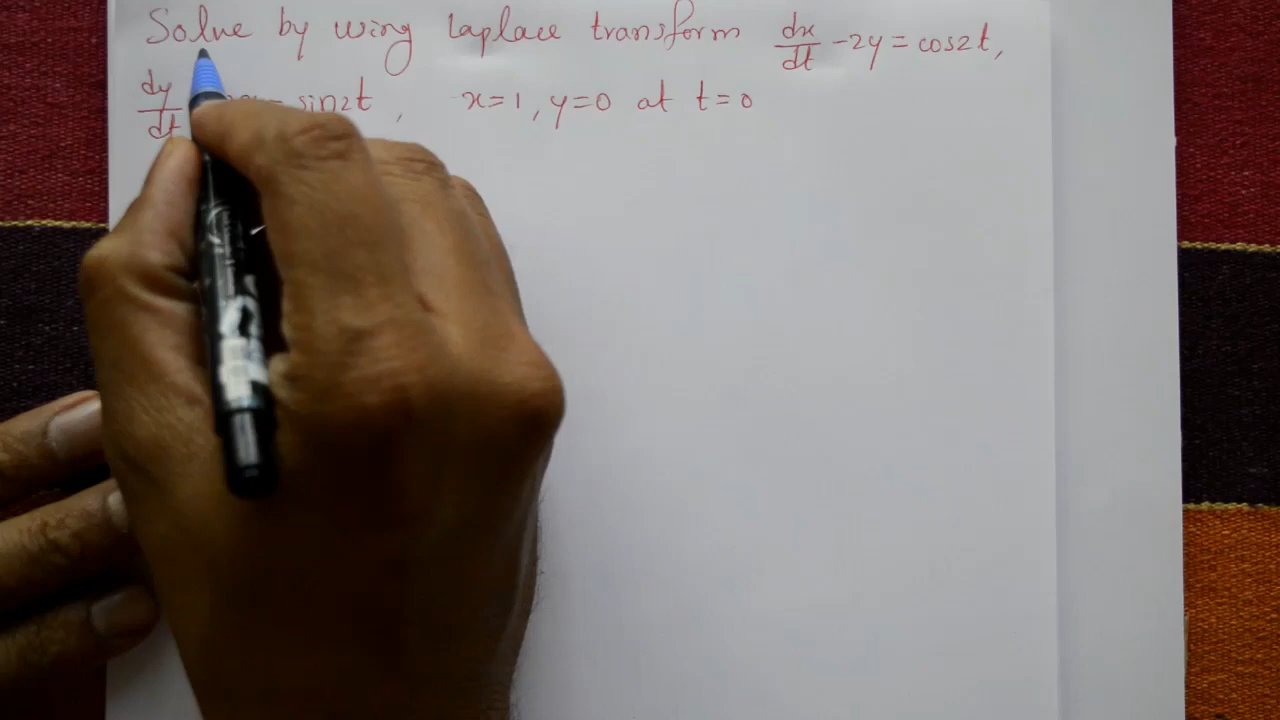 Solve by using laplace transform dx/dt - 2y = cos2t,
dy/dt sin2t, x=1, y=0 at t=0